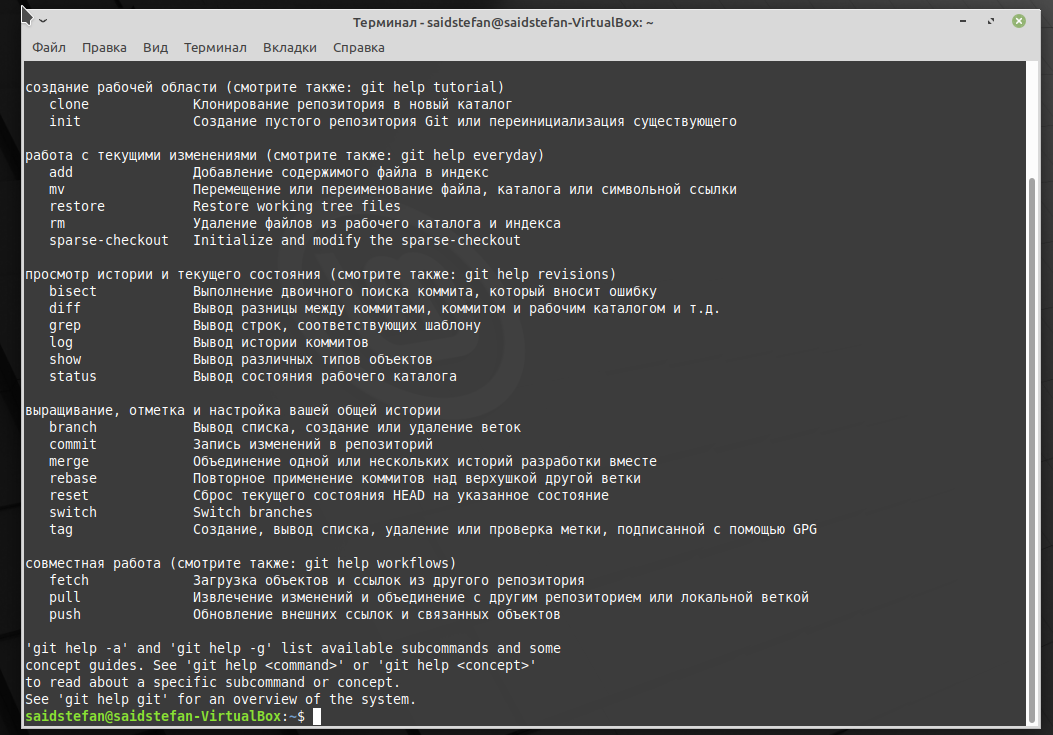 Терминал - saidstefan@saidstefan-VirtualBox: ~
Файл Правка Вид Терминал Вкладки Справка
создание рабочей области (смотрите также: git help tutorial)
clone Клонирование репозитория в новый каталог
init Создание пустого репозитория Git или переинициализация существующего
работа с текущими изменениями (смотрите также: git help everyday)
add Добавление содержимого файла в индекс
mv Перемещение или переименование файла, каталога или символьной ссылки
restore Restore working tree files
rm Удаление файлов из рабочего каталога и индекса
sparse-checkout Initialize and modify the sparse-checkout
просмотр истории и текущего состояния (смотрите также: git help revisions)
bisect Выполнение двоичного поиска коммита, который вносит ошибку
diff Вывод разницы между коммитами, коммитом и рабочим каталогом и т.д.
grep Вывод строк, соответствующих шаблону
log Вывод истории коммитов
show Вывод различных типов объектов
status Вывод состояния рабочего каталога
выращивание, отметка и настройка вашей общей истории
branch Вывод списка, создание или удаление веток
commit Запись изменений в репозиторий
merge Объединение одной или нескольких историй разработки вместе
rebase Повторное применение коммитов над верхушкой другой ветки
reset Сброс текущего состояния HEAD на указанное состояние
switch Switch branches
tag Создание, вывод списка, удаление или проверка метки, подписанной с помощью GPG
совместная работа (смотрите также: git help workflows)
fetch Загрузка объектов и ссылок из другого репозитория
pull Извлечение изменений и объединение с другим репозиторием или локальной веткой
push Обновление внешних ссылок и связанных объектов
'git help -a' and 'git help -g' list available subcommands and some
concept guides. See 'git help <command>' or 'git help <concept>'
to read about a specific subcommand or concept.
See 'git help git' for an overview of the system.
saidstefan@saidstefan-VirtualBox:~$